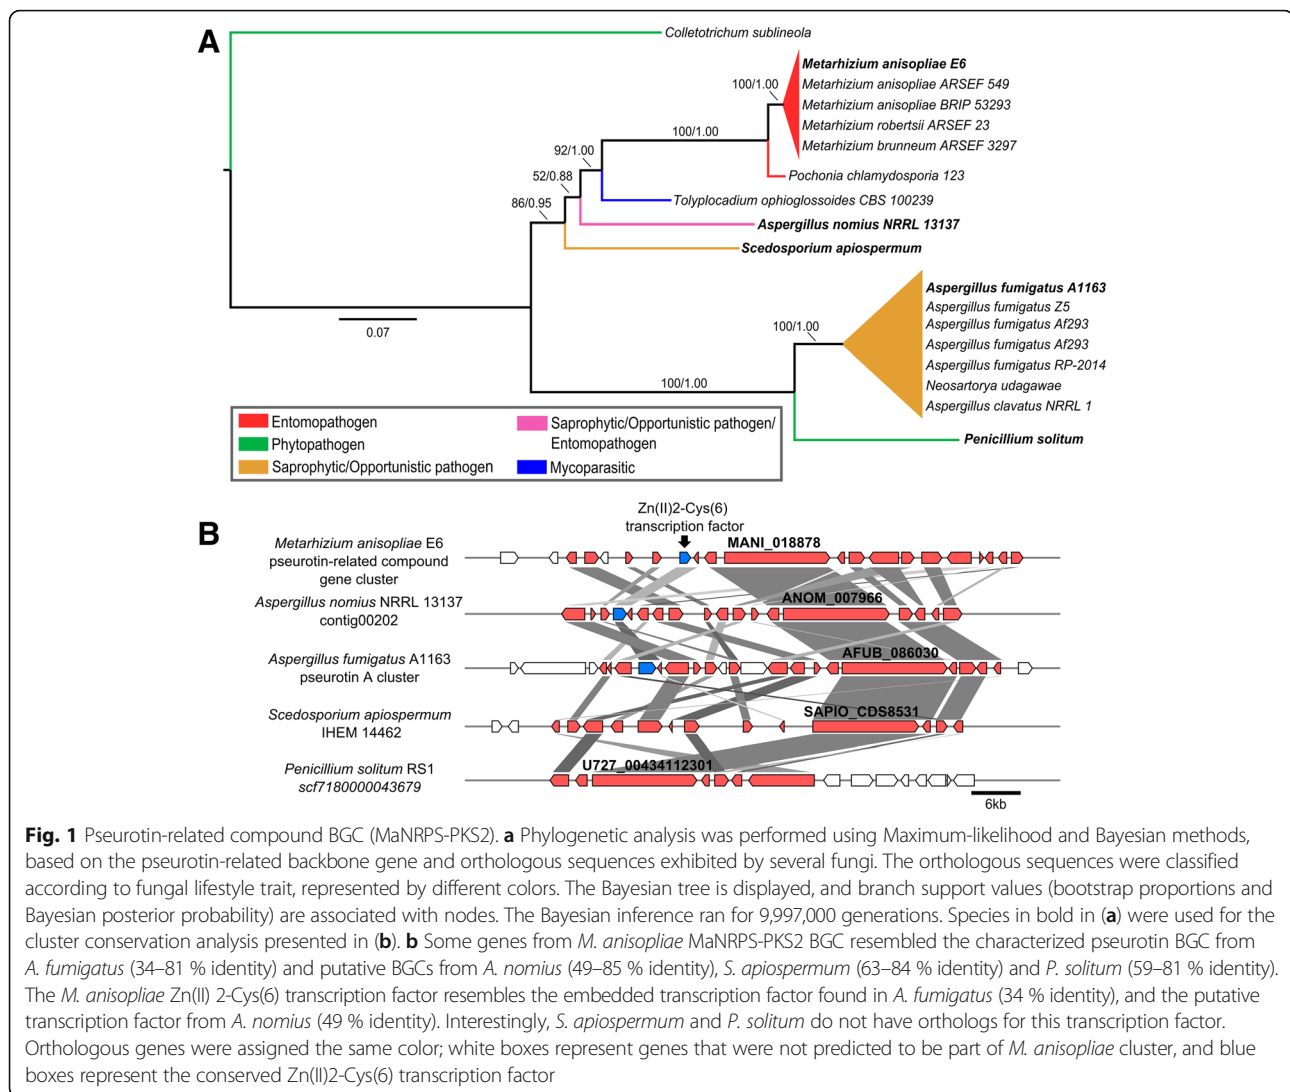 A
Colletotrichum sublineola
Metarhizium anisopliae E6
100/1.00
Metarhizium anisopliae ARSEF 549
Metarhizium anisopliae BRIP 53293
100/1.00
Metarhizium robertsii ARSEF 23
92/1.00
Metarhizium brunneum ARSEF 3297
52/0.88
Pochonia chlamydosporia 123
86/0.95
Tolyplocadium ophioglossoides CBS 100239
Aspergillus nomius NRRL 13137
Scedosporium apiospermum
Aspergillus fumigatus A1163
Aspergillus fumigatus Z5
0.07
100/1.00
Aspergillus fumigatus Af293
Aspergillus fumigatus Af293
Aspergillus fumigatus RP-2014
100/1.00
Neosartorya udagawae
Aspergillus clavatus NRRL 1
Penicillium solitum
Entomopathogen
Phytopathogen
Saprophytic/Opportunistic pathogen
Saprophytic/Opportunistic pathogen/
Entomopathogen
Mycoparasitic
B
Zn(II)2-Cys(6)
transcription factor
Metarhizium anisopliae E6
pseurotin-related compound
gene cluster
MANI_018878
Aspergillus nomius NRRL 13137
contig00202
ANOM_007966
Aspergillus fumigatus A1163
pseurotin A cluster
AFUB_086030
Scedosporium apiospermum
IHEM 14462
SAPIO_CDS8531
Penicillium solitum RS1
scf7180000043679
U727_00434112301
6kb
Fig. 1 Pseurotin-related compound BGC (MaNRPS-PKS2). a Phylogenetic analysis was performed using Maximum-likelihood and Bayesian methods,
based on the pseurotin-related backbone gene and orthologous sequences exhibited by several fungi. The orthologous sequences were classified
according to fungal lifestyle trait, represented by different colors. The Bayesian tree is displayed, and branch support values (bootstrap proportions and
Bayesian posterior probability) are associated with nodes. The Bayesian inference ran for 9,997,000 generations. Species in bold in (a) were used for the
cluster conservation analysis presented in (b). b Some genes from M. anisopliae MaNRPS-PKS2 BGC resembled the characterized pseurotin BGC from
A. fumigatus (34–81 % identity) and putative BGCs from A. nomius (49–85 % identity), S. apiospermum (63–84 % identity) and P. solitum (59–81 % identity).
The M. anisopliae Zn(II) 2-Cys(6) transcription factor resembles the embedded transcription factor found in A. fumigatus (34 % identity), and the putative
transcription factor from A. nomius (49 % identity). Interestingly, S. apiospermum and P. solitum do not have orthologs for this transcription factor.
Orthologous genes were assigned the same color; white boxes represent genes that were not predicted to be part of M. anisopliae cluster, and blue
boxes represent the conserved Zn(II)2-Cys(6) transcription factor